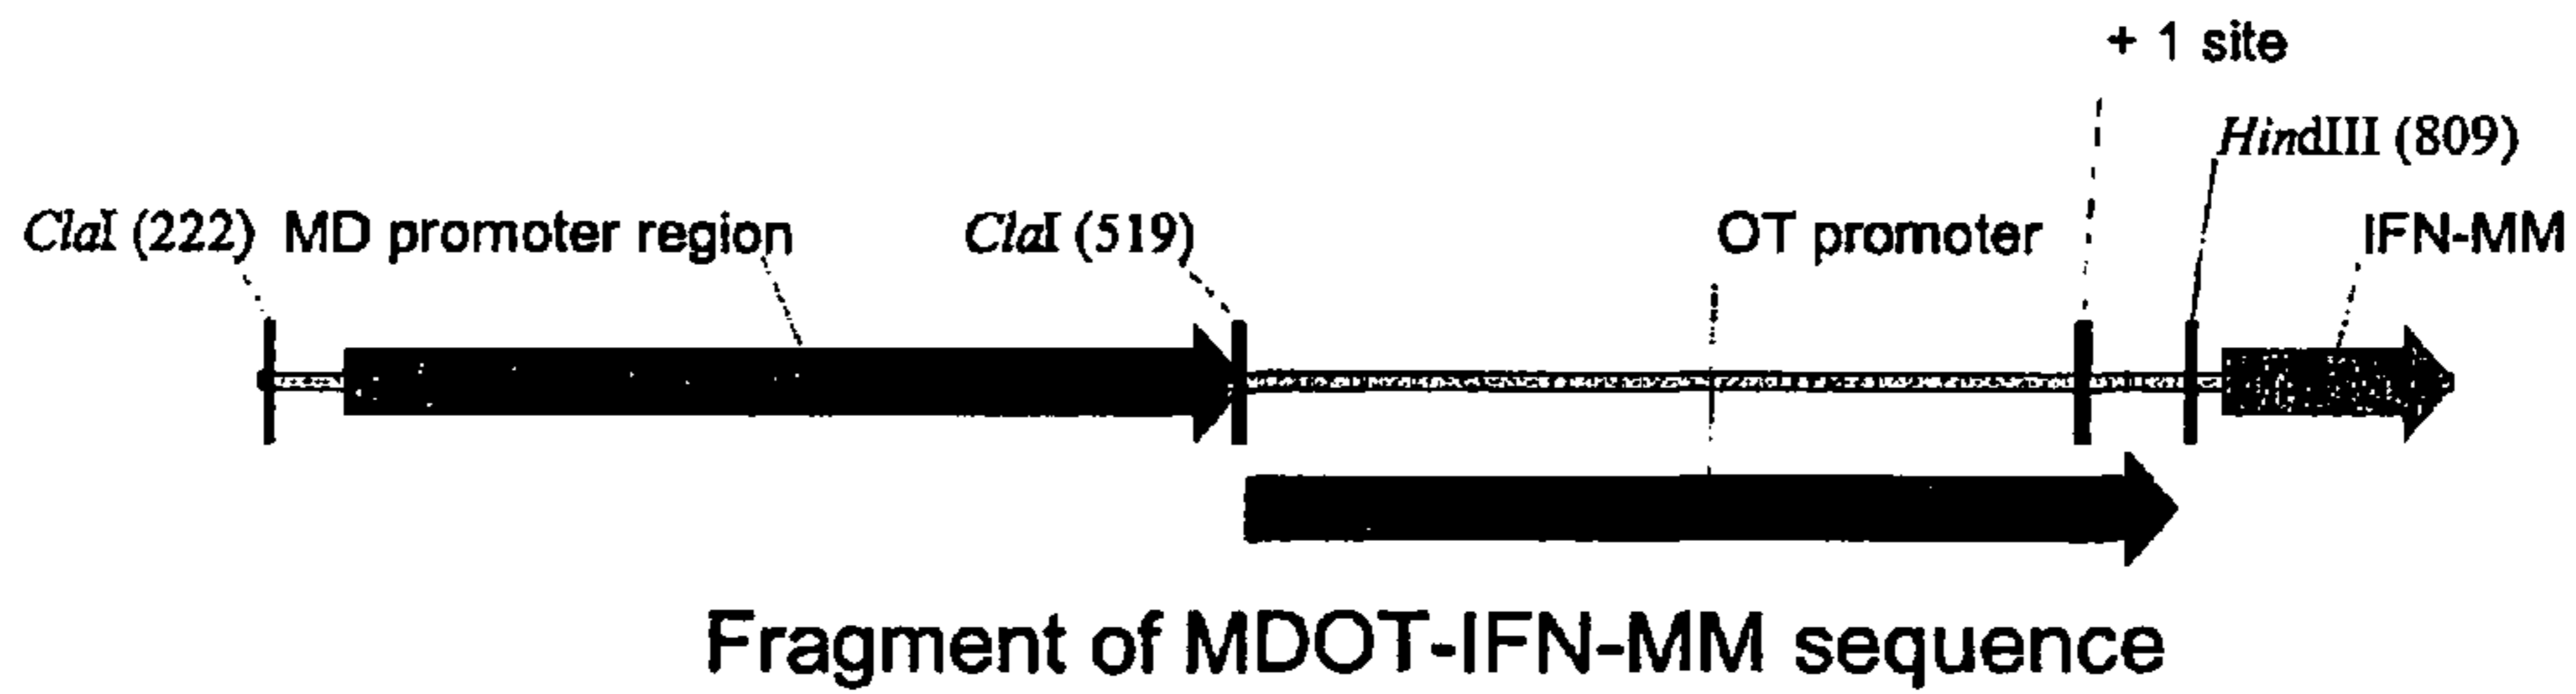 + 1 site
HindIII (809)
ClaI (222) MD promoter region ClaI (519) OT promoter IFN-MM
Fragment of MDOT-IFN-MM sequence